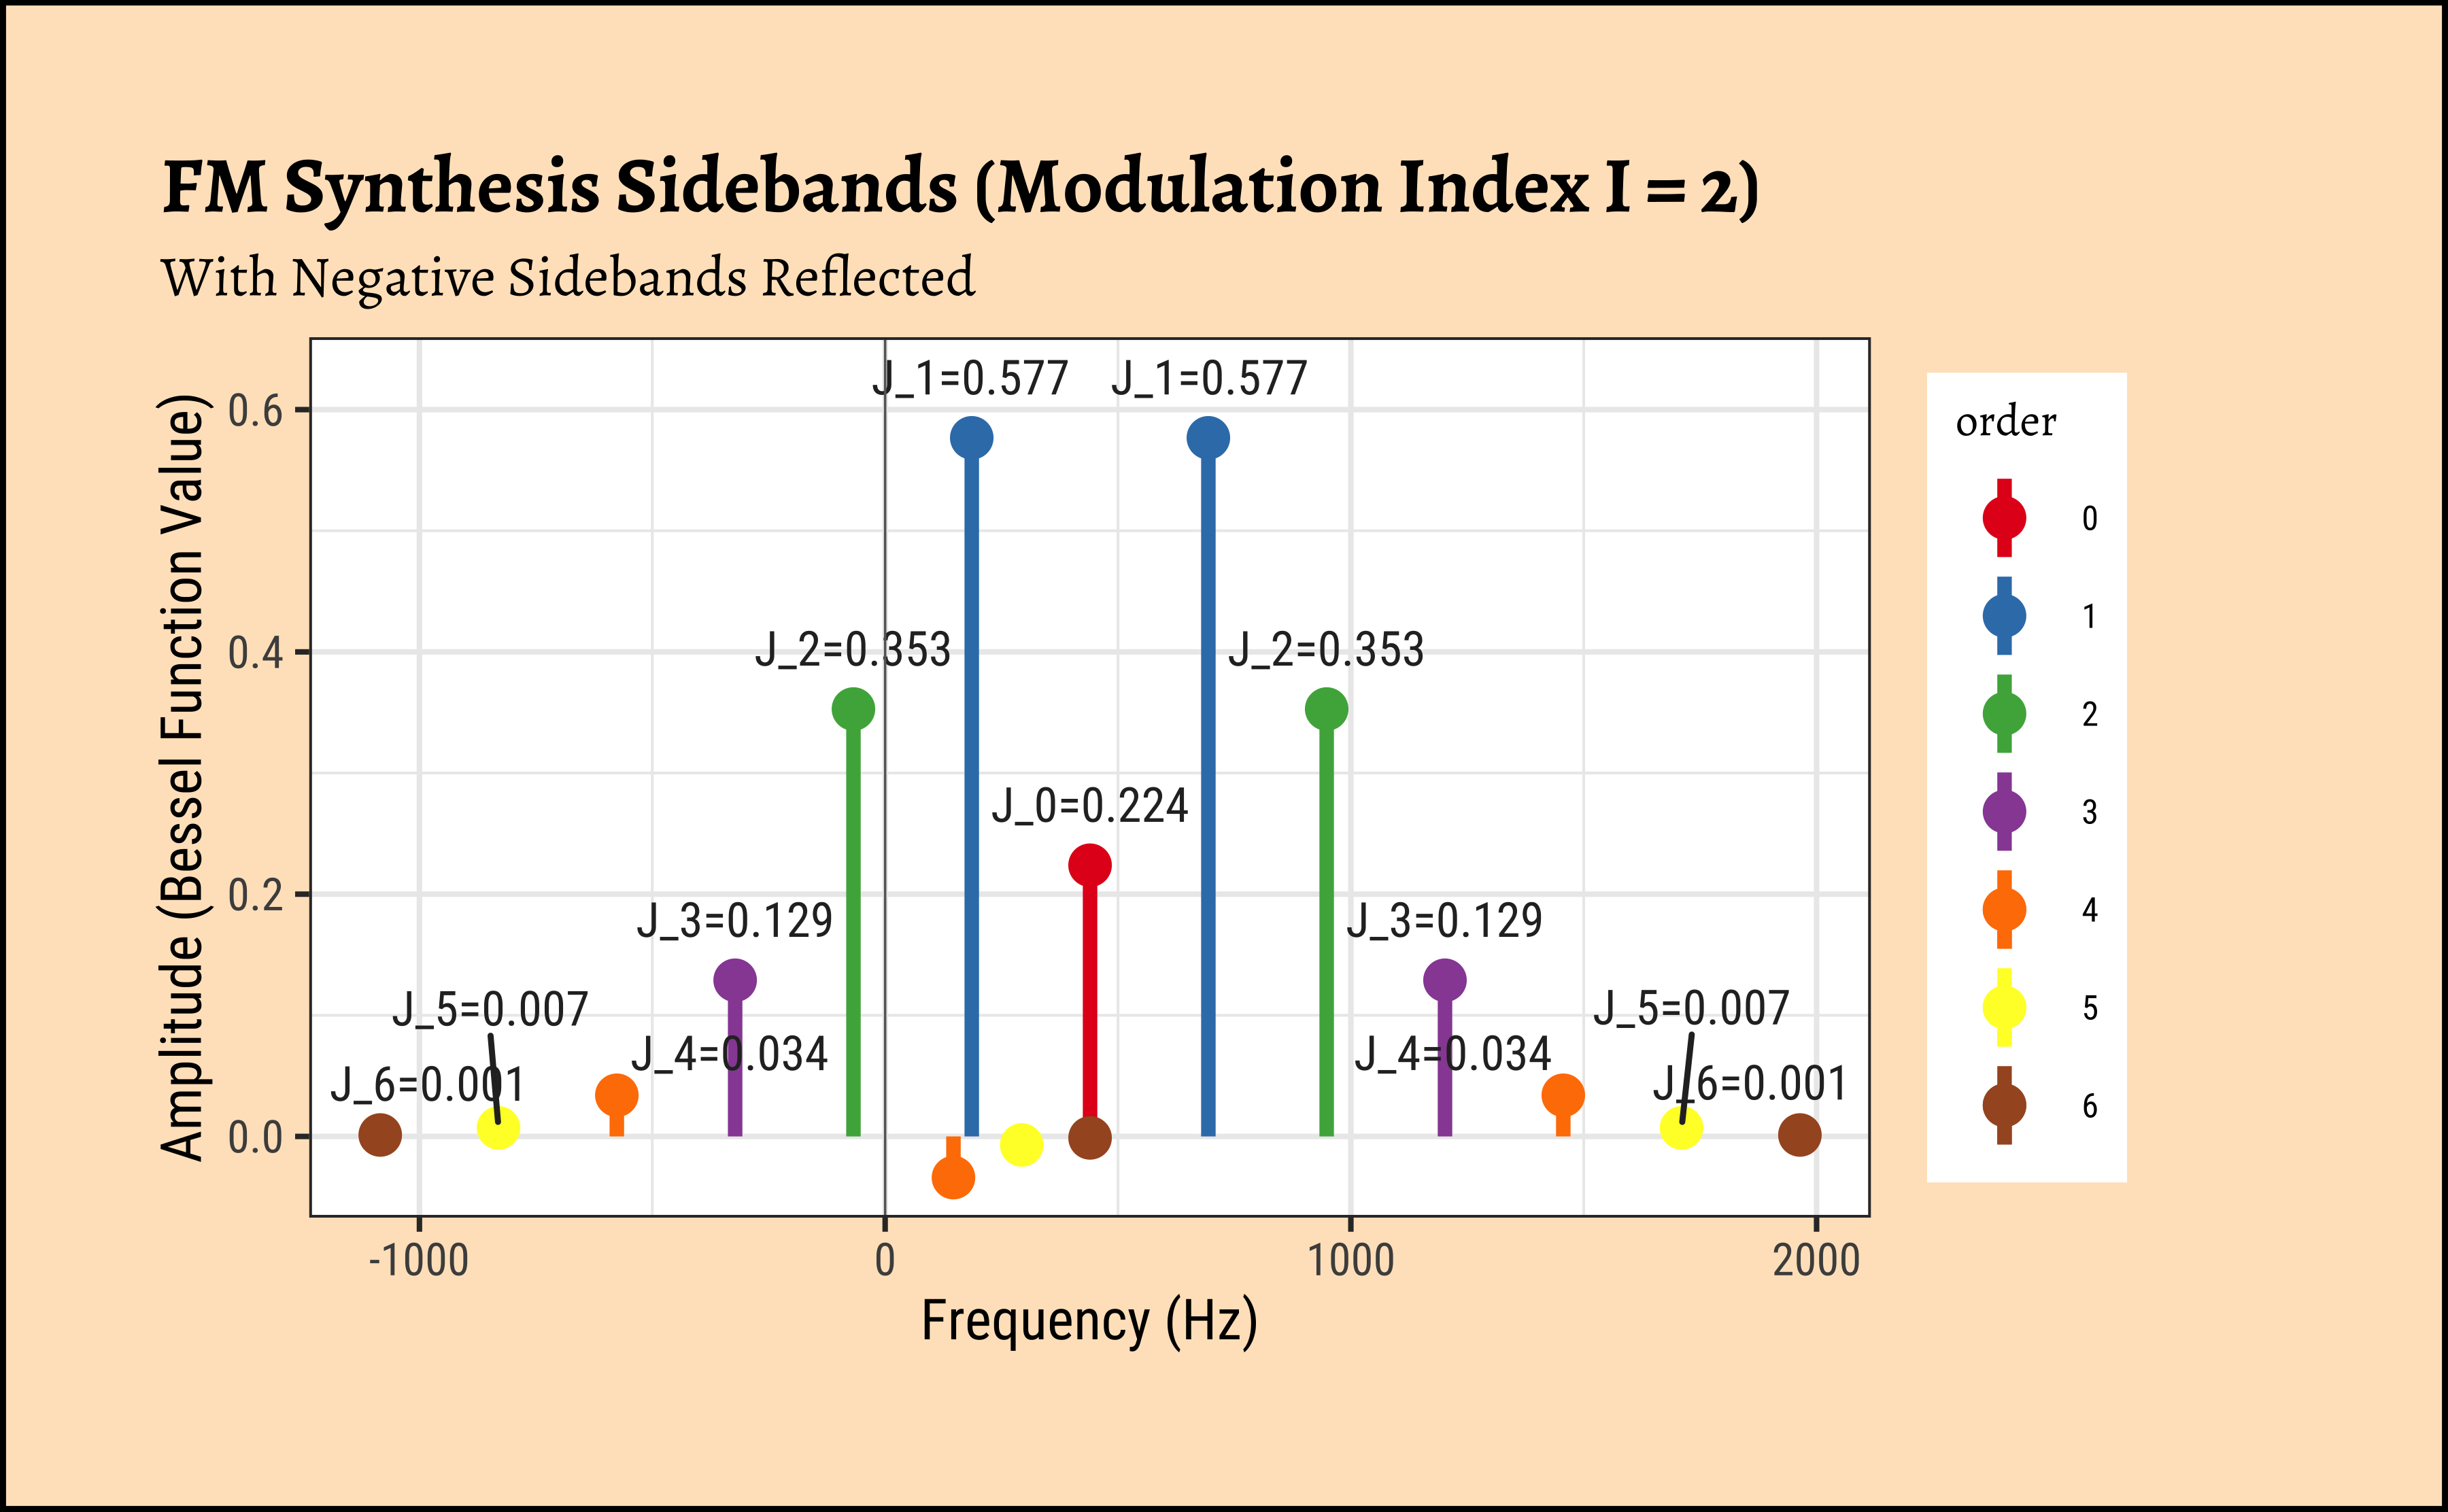 FM Synthesis Sidebands (Modulation Index I = 2)
With Negative Sidebands Reflected
Amplitude (Bessel Function Value)
0.6
0.4
0.2
0.0
J_1=0.577
J_1=0.577
J_2=0.353
J_2=0.353
J_0=0.224
J_3=0.129
J_3=0.129
J_5=0.007
J_5=0.007
J_4=0.034
J_4=0.034
J_6=0.001
J_6=0.001
-1000
0
1000
2000
Frequency (Hz)
order
0
1
2
3
4
5
6